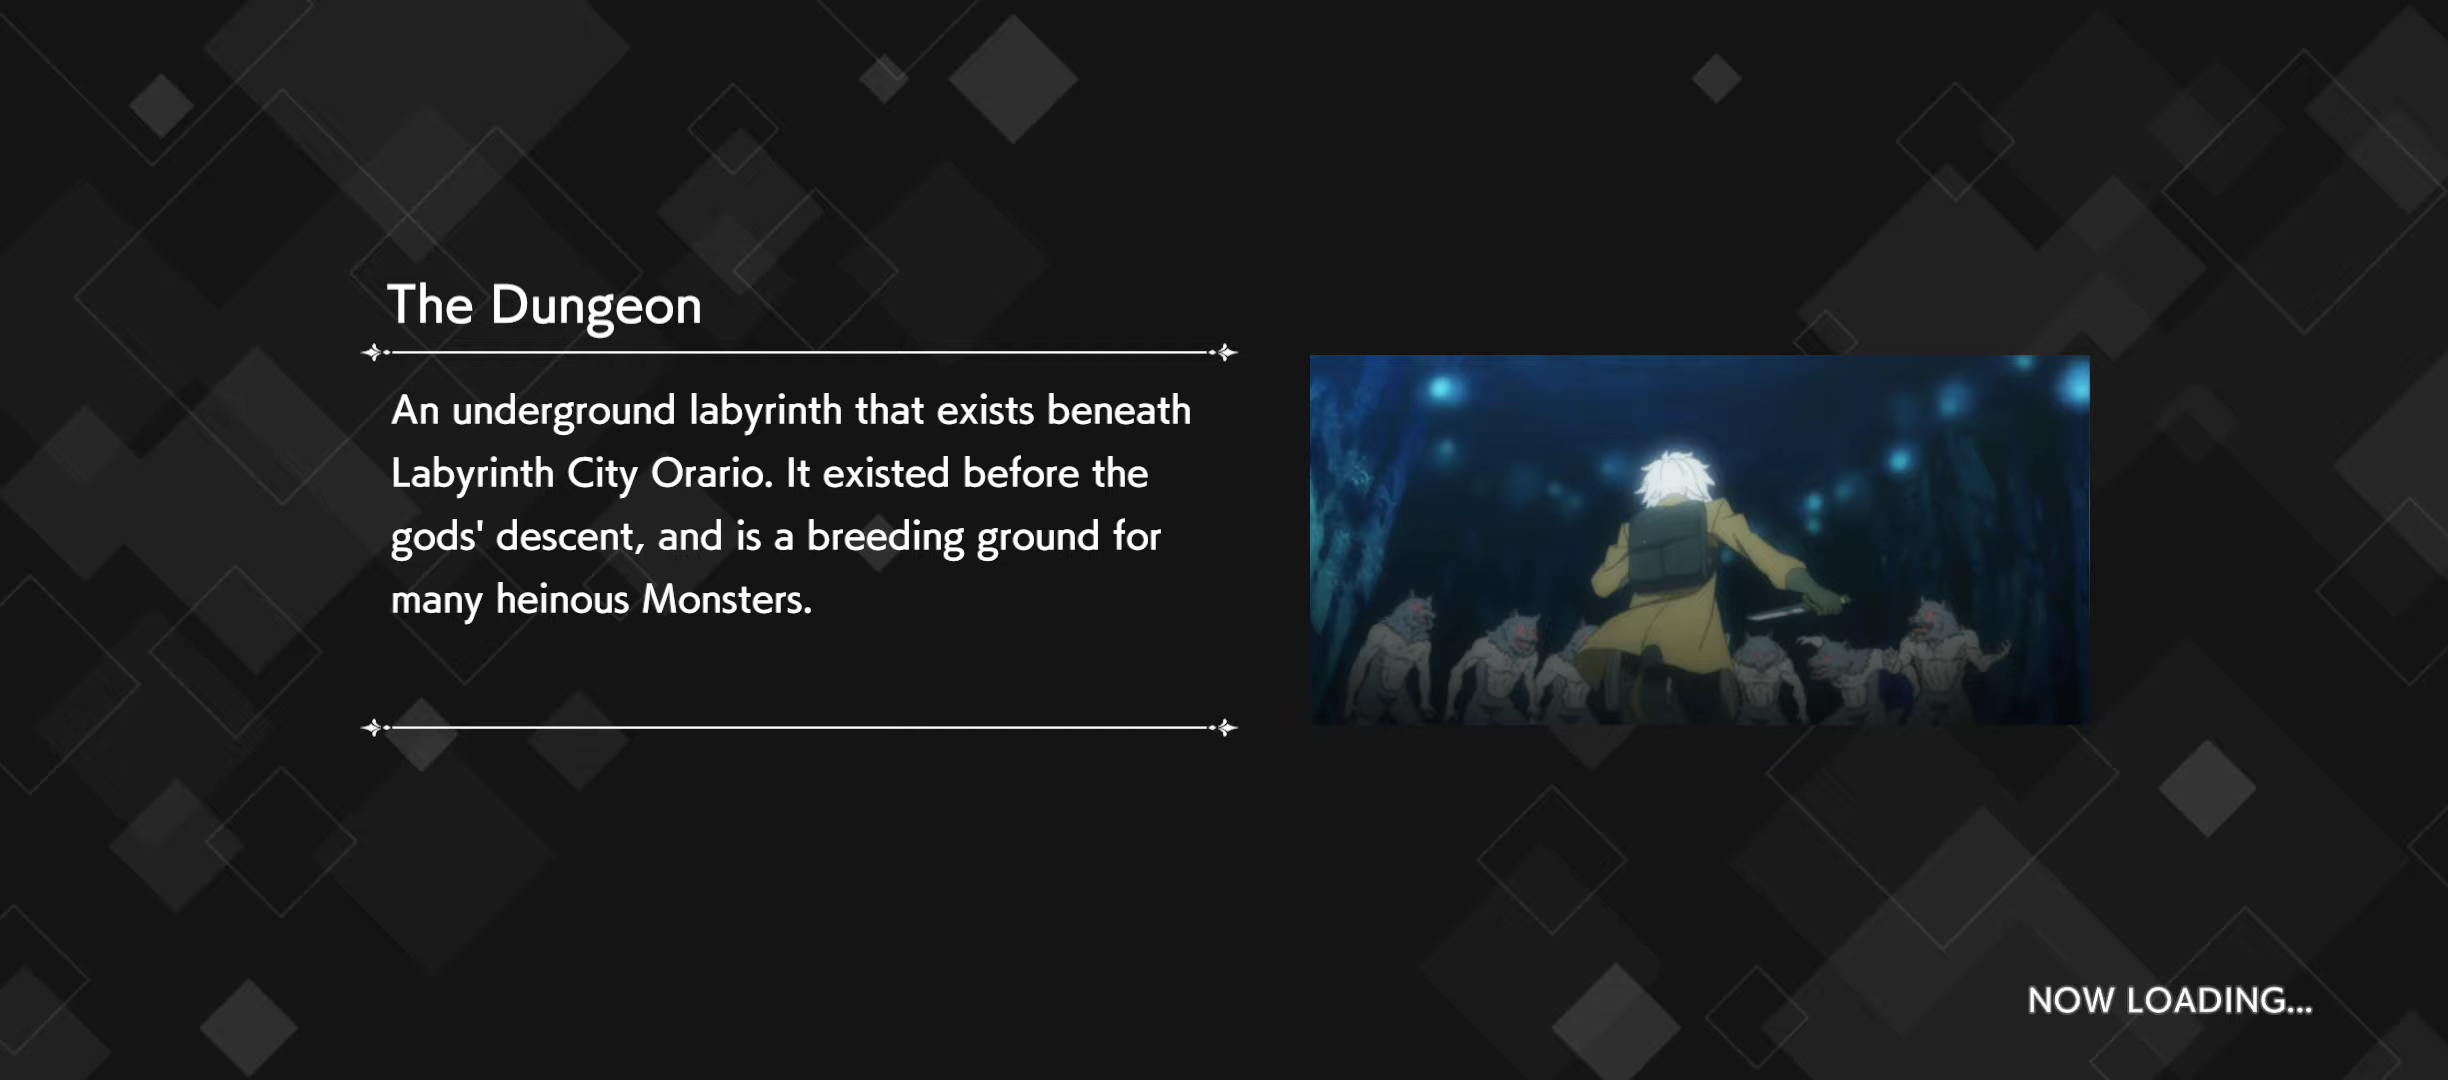 The Dungeon
An underground labyrinth that exists beneath
Labyrinth City Orario. It existed before the
gods' descent, and is a breeding ground for
many heinous Monsters.
NOW LOADING...